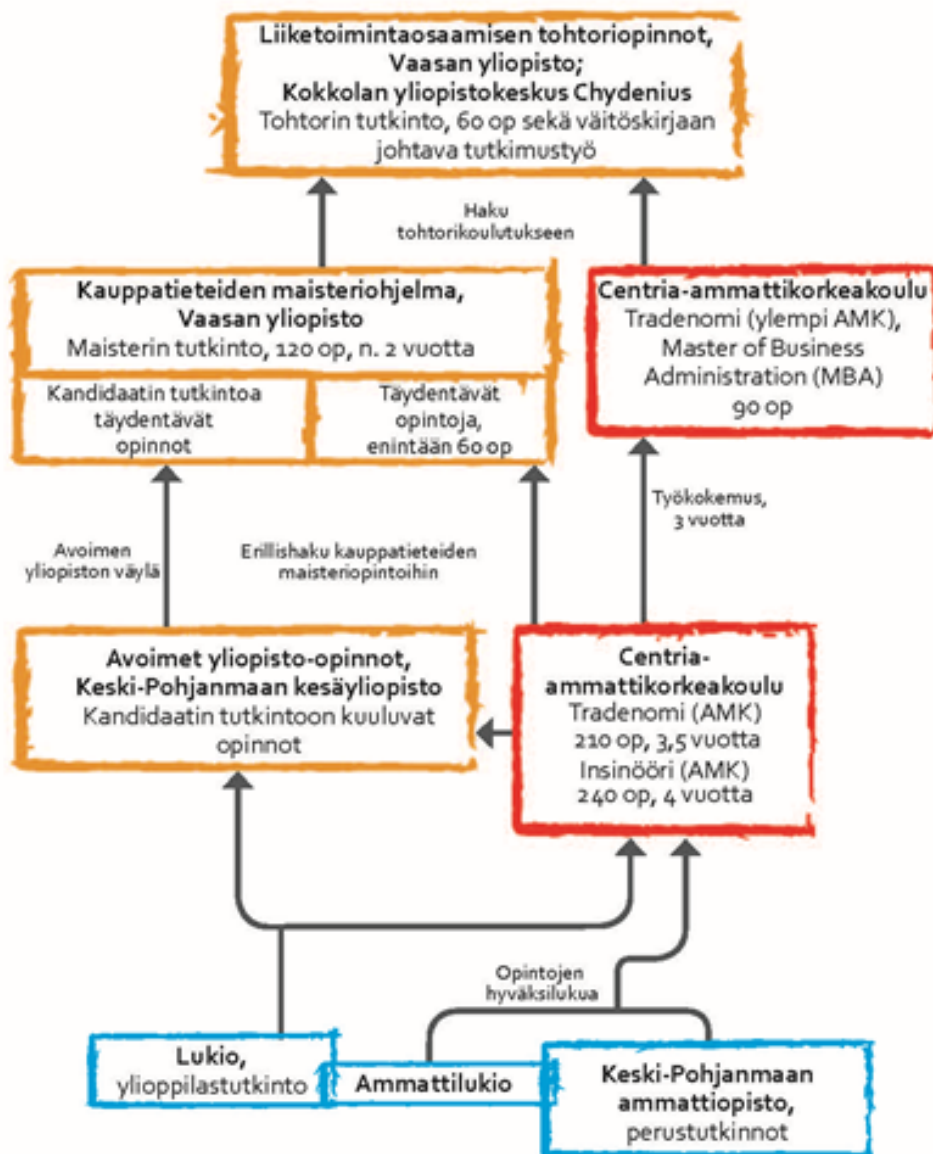 Liiketoimintaosaamisen tohtoriopinnot,
Vaasan yliopisto;
Kokkolan yliopistokeskus Chydenius
Tohtorin tutkinto, 60 op sekä väitöskirjaan
johtava tutkimustyö
Haku
tohtorikoulutukseen
Kauppatieteiden maisteriohjelma,
Vaasan yliopisto
Maisterin tutkinto, 120 op, n. 2 vuotta
Kandidaatin tutkintoa
täydentävät
opinnot
Täydentävät
opintoja,
enintään 60 op
Centria-ammattikorkeakoulu
Tradenomi (ylempi AMK),
Master of Business
Administration (MBA)
90 op
Avoimen
yliopiston väylä
Erillishaku kauppatieteiden
maisteriopintoihin
Työkokemus,
3 vuotta
Avoimet yliopisto-opinnot,
Keski-Pohjanmaan kesäyliopisto
Kandidaatin tutkintoon kuuluvat
opinnot
Centria-
ammattikorkeakoulu
Tradenomi (AMK)
210 op, 3,5 vuotta
Insinööri (AMK)
240 op, 4 vuotta
Opintojen
hyväksilukua
Lukio,
ylioppilastutkinto
Ammattilukio
Keski-Pohjanmaan
ammattiopisto,
perustutkinnot